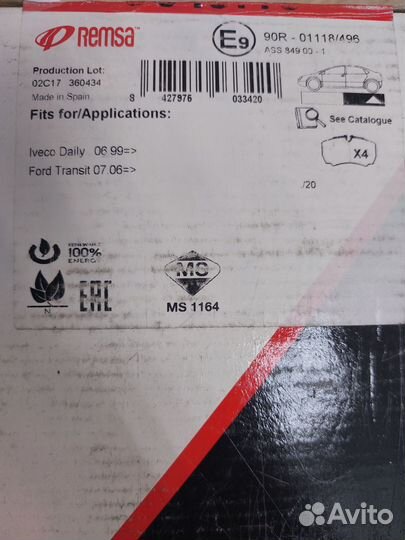 REMSA
E9
90R - 01118/496
ASS 849 00 - 1
Production Lot:
02C17 360434
Made in Spain
8 427976 033420
Fits for/Applications:
See Catalogue
Iveco Daily 06.99=>
Ford Transit 07.06=>
X4
/20
RENEWABLE
100%
ENERGY
N
EAC
MS
MS 1164
Avito